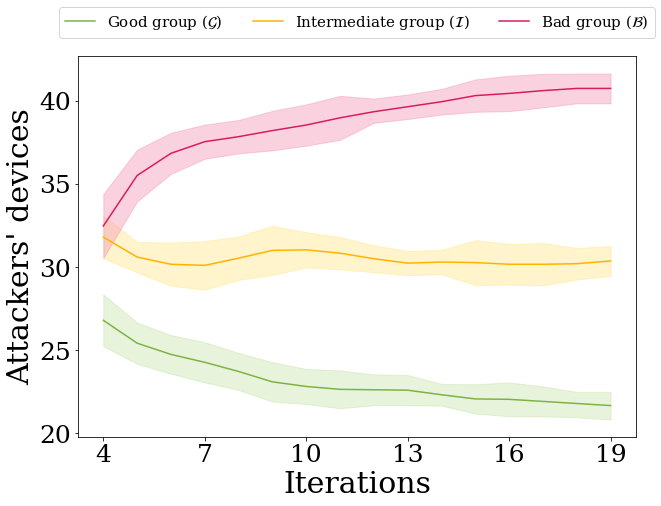 Good group (𝒢) Intermediate group (ℐ) Bad group (ℬ)
Attackers' devices
40
35
30
25
20
4 7 10 13 16 19
Iterations